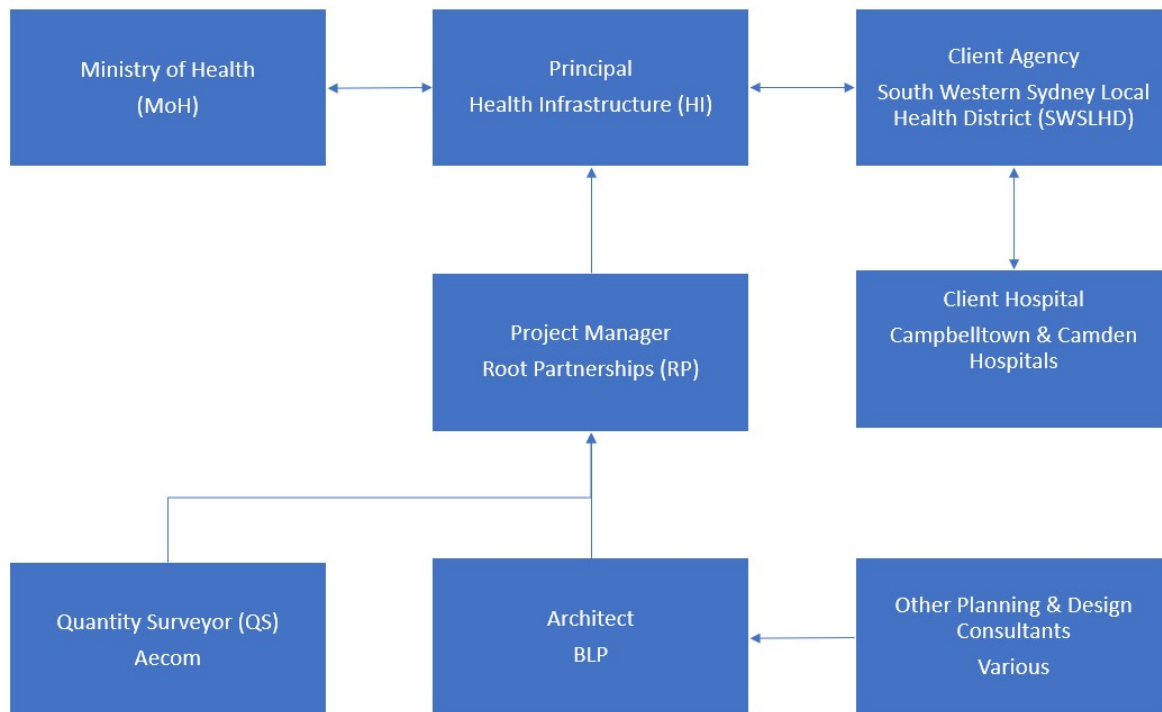 Ministry of Health
(MoH)
Principal
Health Infrastructure (HI)
Client Agency
South Western Sydney Local
Health District (SWSLHD)
Project Manager
Root Partnerships (RP)
Client Hospital
Campbelltown & Camden
Hospitals
Quantity Surveyor (QS)
Aecom
Architect
BLP
Other Planning & Design
Consultants
Various